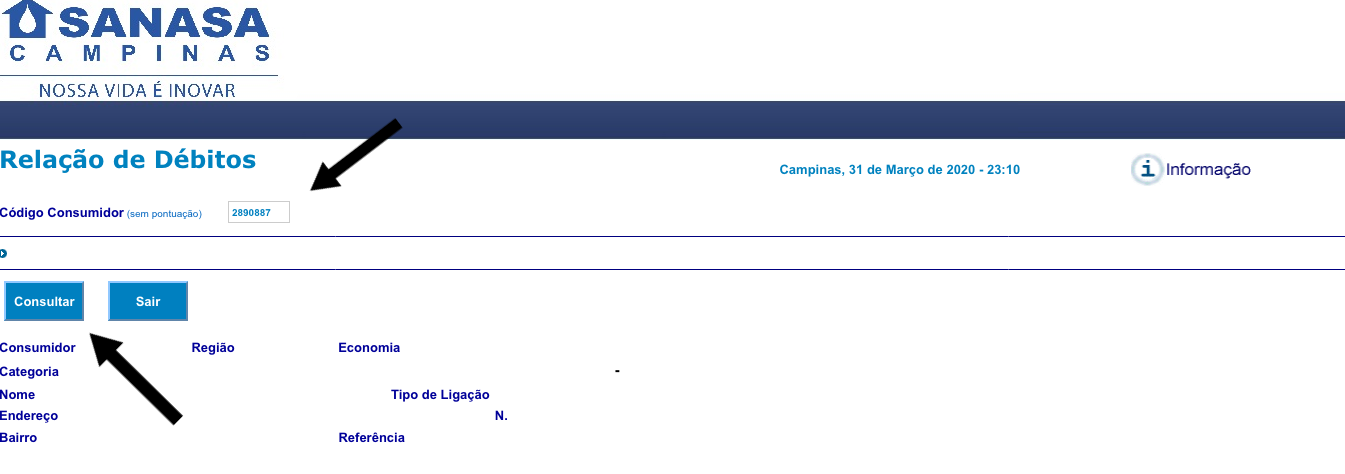 SANASA
CAMPINAS
NOSSA VIDA É INOVAR
Relação de Débitos
Campinas, 31 de Março de 2020 - 23:10
i Informação
Código Consumidor (sem pontuação) 2890887
Consultar Sair
Consumidor Região Economia
Categoria -
Nome Tipo de Ligação
Endereço N.
Bairro Referência